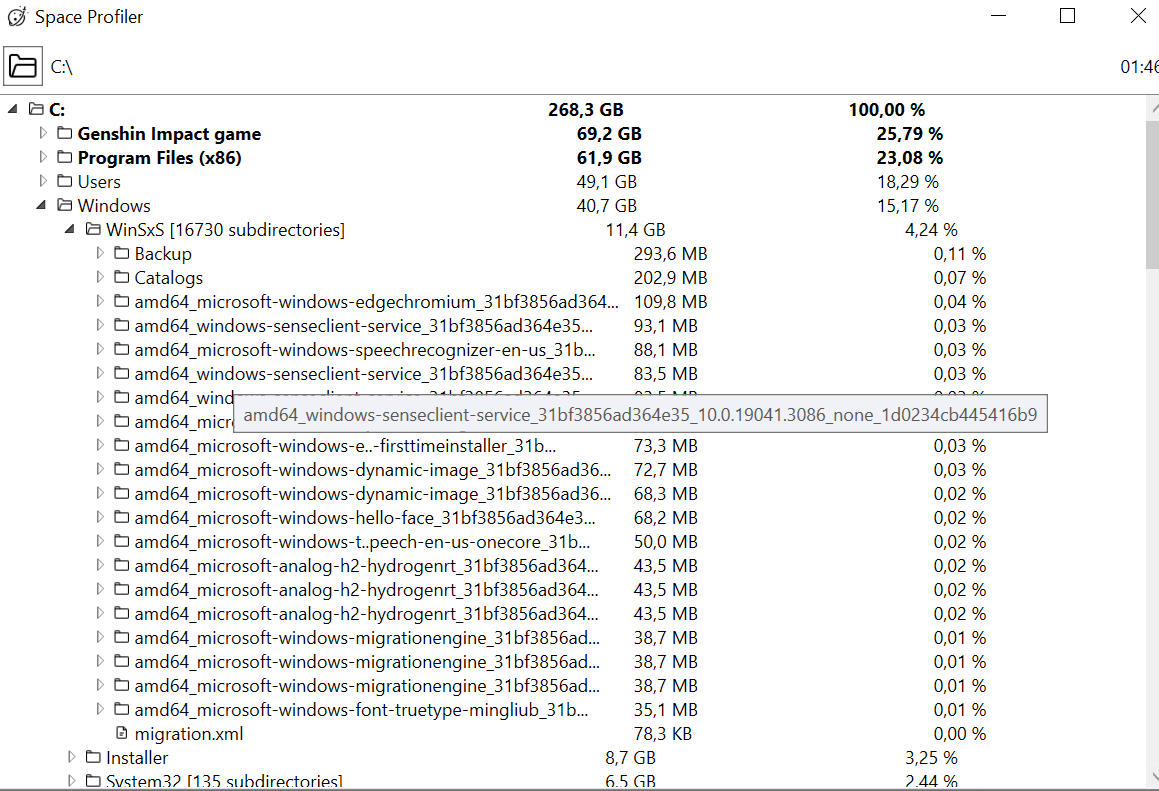 Space Profiler
C:\ 01:46
C: 268,3 GB 100,00 %
Genshin Impact game 69,2 GB 25,79 %
Program Files (x86) 61,9 GB 23,08 %
Users 49,1 GB 18,29 %
Windows 40,7 GB 15,17 %
WinSxS [16730 subdirectories] 11,4 GB 4,24 %
Backup 293,6 MB 0,11 %
Catalogs 202,9 MB 0,07 %
amd64_microsoft-windows-edgechromium_31bf3856ad364... 109,8 MB 0,04 %
amd64_windows-senseclient-service_31bf3856ad364e35... 93,1 MB 0,03 %
amd64_microsoft-windows-speechrecognizer-en-us_31b... 88,1 MB 0,03 %
amd64_windows-senseclient-service_31bf3856ad364e35... 83,5 MB 0,03 %
amd64_windows-senseclient-service_31bf3856ad364e35_10.0.19041.3086_none_1d0234cb445416b9
amd64_microsoft-windows-e..-firsttimeinstaller_31b... 73,3 MB 0,03 %
amd64_microsoft-windows-dynamic-image_31bf3856ad36... 72,7 MB 0,03 %
amd64_microsoft-windows-dynamic-image_31bf3856ad36... 68,3 MB 0,02 %
amd64_microsoft-windows-hello-face_31bf3856ad364e3... 68,2 MB 0,02 %
amd64_microsoft-windows-t..peech-en-us-onecore_31b... 50,0 MB 0,02 %
amd64_microsoft-analog-h2-hydrogenrt_31bf3856ad364... 43,5 MB 0,02 %
amd64_microsoft-analog-h2-hydrogenrt_31bf3856ad364... 43,5 MB 0,02 %
amd64_microsoft-analog-h2-hydrogenrt_31bf3856ad364... 43,5 MB 0,02 %
amd64_microsoft-windows-migrationengine_31bf3856ad... 38,7 MB 0,01 %
amd64_microsoft-windows-migrationengine_31bf3856ad... 38,7 MB 0,01 %
amd64_microsoft-windows-migrationengine_31bf3856ad... 38,7 MB 0,01 %
amd64_microsoft-windows-font-truetype-mingliub_31b... 35,1 MB 0,01 %
migration.xml 78,3 KB 0,00 %
Installer 8,7 GB 3,25 %
System32 [135 subdirectories] 6,5 GB 2,44 %